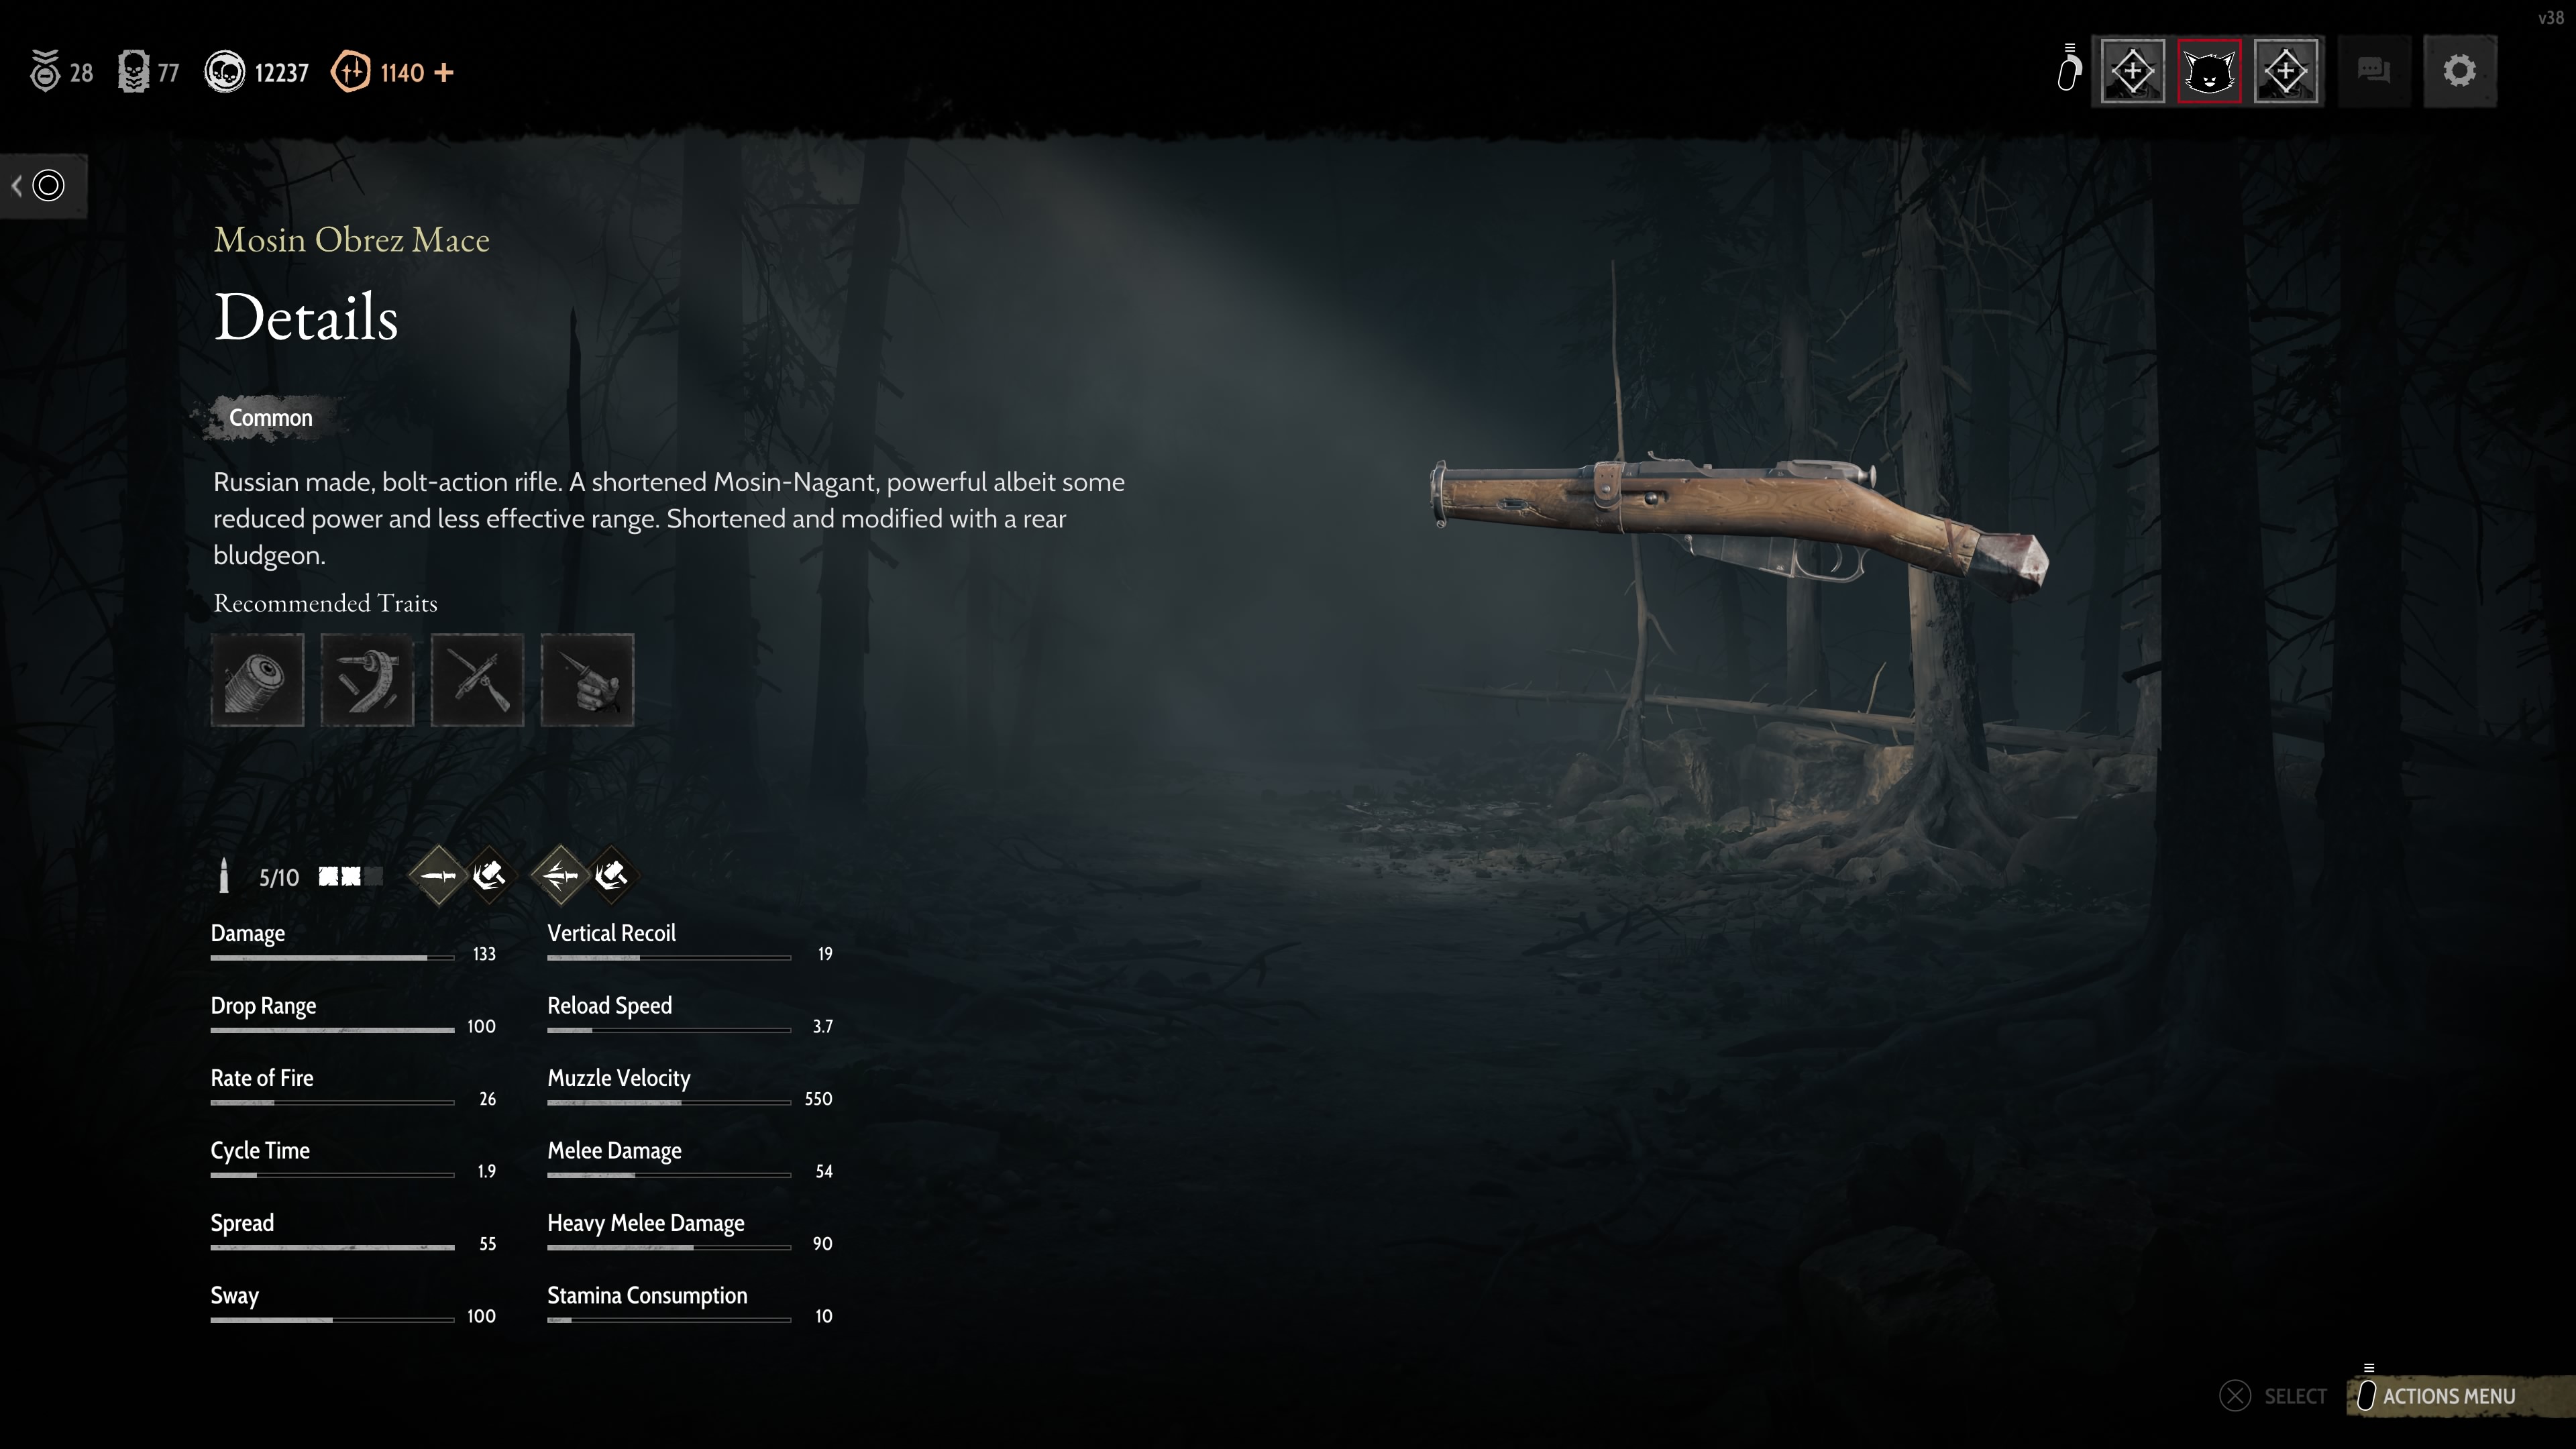 v38
28 77 12237 1140 +
Mosin Obrez Mace
Details
Common
Russian made, bolt-action rifle. A shortened Mosin-Nagant, powerful albeit some
reduced power and less effective range. Shortened and modified with a rear
bludgeon.
Recommended Traits
5/10
Damage 133
Vertical Recoil 19
Drop Range 100
Reload Speed 3.7
Rate of Fire 26
Muzzle Velocity 550
Cycle Time 1.9
Melee Damage 54
Spread 55
Heavy Melee Damage 90
Sway 100
Stamina Consumption 10
SELECT
ACTIONS MENU